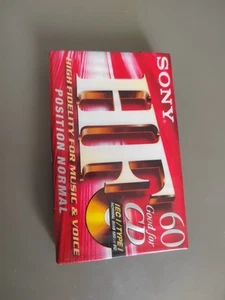 SONY
HF
60
Good for
CD
IEC I / TYPE I
HIGH FIDELITY FOR MUSIC & VOICE
POSITION NORMAL